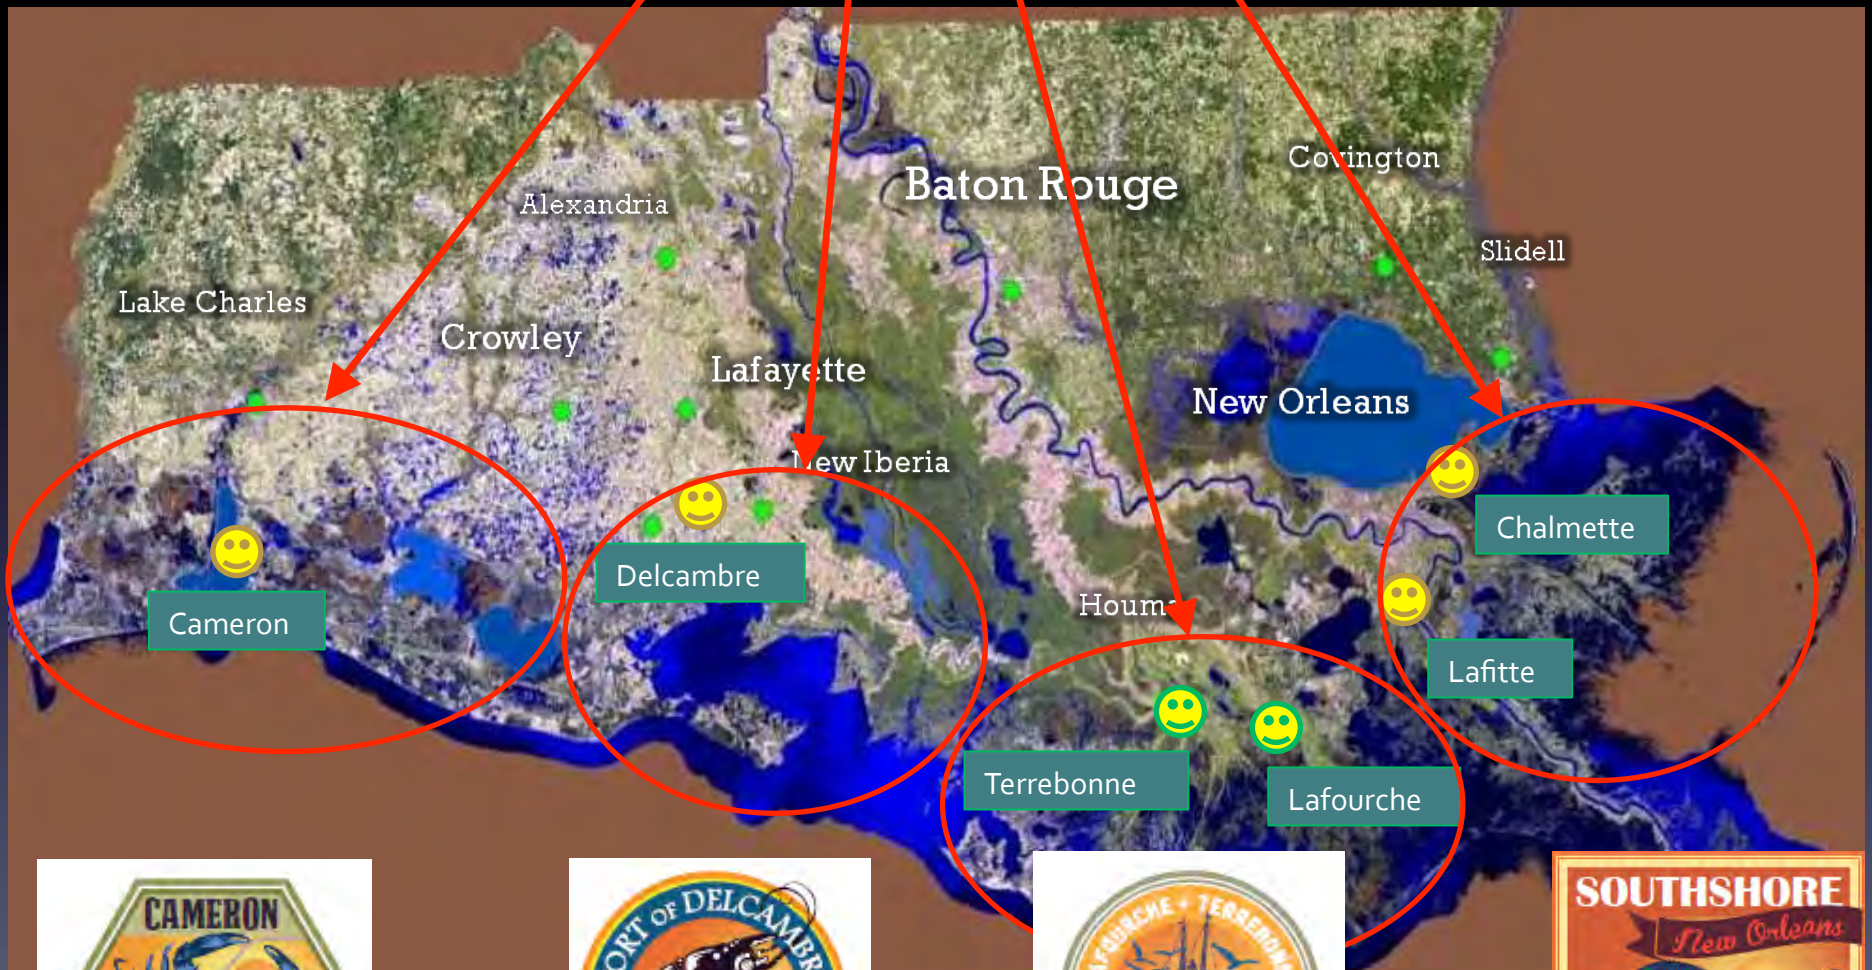 Covington
Baton Rouge
Alexandria
Slidell
Lake Charles
Crowley
Lafayette
New Orleans
New Iberia
Chalmette
Delcambre
Houma
Cameron
Lafitte
Terrebonne
Lafourche
CAMERON
PORT OF DELCAMBRE
LAFOURCHE • TERREBONNE
SOUTHSHORE
New Orleans